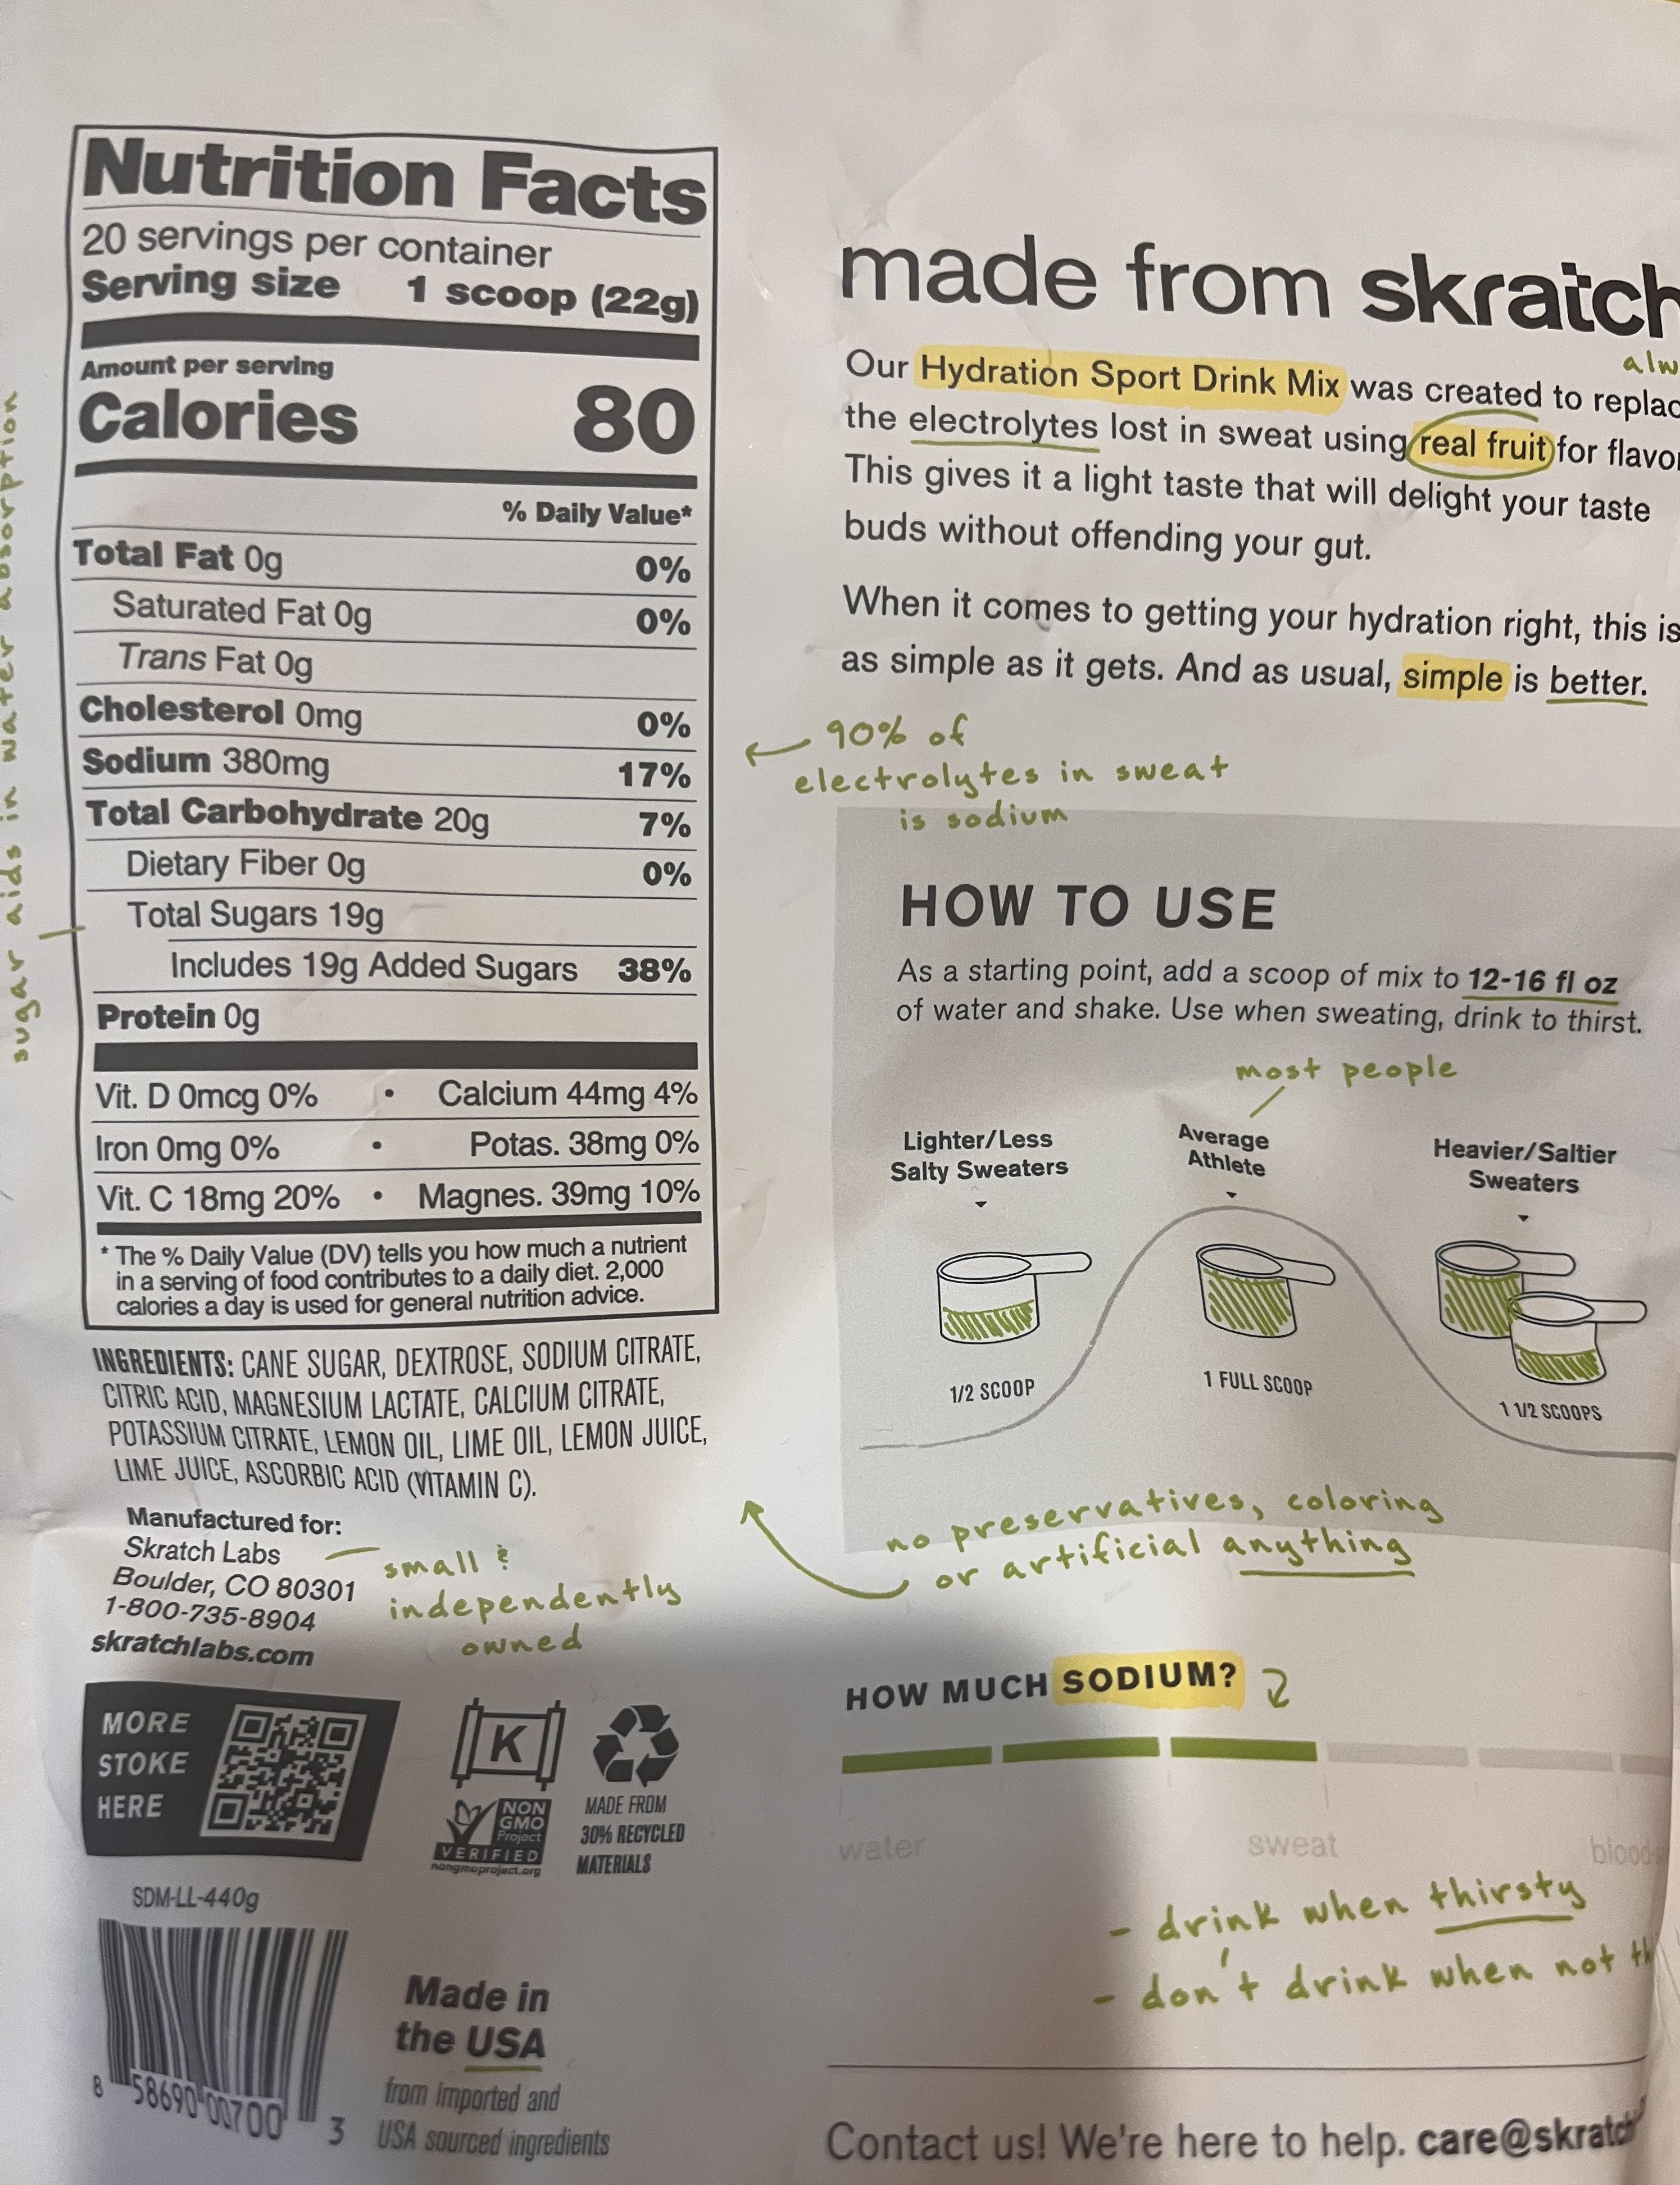 Nutrition Facts
20 servings per container
Serving size 1 scoop (22g)
Amount per serving
Calories 80
% Daily Value*
Total Fat 0g 0%
Saturated Fat 0g 0%
Trans Fat 0g
Cholesterol 0mg 0%
Sodium 380mg 17%
Total Carbohydrate 20g 7%
Dietary Fiber 0g 0%
Total Sugars 19g
Includes 19g Added Sugars 38%
Protein 0g
Vit. D 0mcg 0% • Calcium 44mg 4%
Iron 0mg 0% • Potas. 38mg 0%
Vit. C 18mg 20% • Magnes. 39mg 10%
* The % Daily Value (DV) tells you how much a nutrient
in a serving of food contributes to a daily diet. 2,000
calories a day is used for general nutrition advice.
sugar aids in water absorption
INGREDIENTS: CANE SUGAR, DEXTROSE, SODIUM CITRATE,
CITRIC ACID, MAGNESIUM LACTATE, CALCIUM CITRATE,
POTASSIUM CITRATE, LEMON OIL, LIME OIL, LEMON JUICE,
LIME JUICE, ASCORBIC ACID (VITAMIN C).
Manufactured for:
Skratch Labs
Boulder, CO 80301
1-800-735-8904
skratchlabs.com
small &
independently
owned
MORE
STOKE
HERE
K
NON
GMO
Project
VERIFIED
nongmoproject.org
MADE FROM
30% RECYCLED
MATERIALS
SDM-LL-440g
8 58690 00700 3
Made in
the USA
from imported and
USA sourced ingredients
made from skratch
alw
Our Hydration Sport Drink Mix was created to replac
the electrolytes lost in sweat using real fruit for flavor
This gives it a light taste that will delight your taste
buds without offending your gut.
When it comes to getting your hydration right, this is
as simple as it gets. And as usual, simple is better.
90% of
electrolytes in sweat
is sodium
HOW TO USE
As a starting point, add a scoop of mix to 12-16 fl oz
of water and shake. Use when sweating, drink to thirst.
most people
Lighter/Less
Salty Sweaters
Average
Athlete
Heavier/Saltier
Sweaters
1/2 SCOOP
1 FULL SCOOP
1 1/2 SCOOPS
no preservatives, coloring
or artificial anything
HOW MUCH SODIUM?
water sweat blood
- drink when thirsty
- don't drink when not th
Contact us! We're here to help. care@skratch